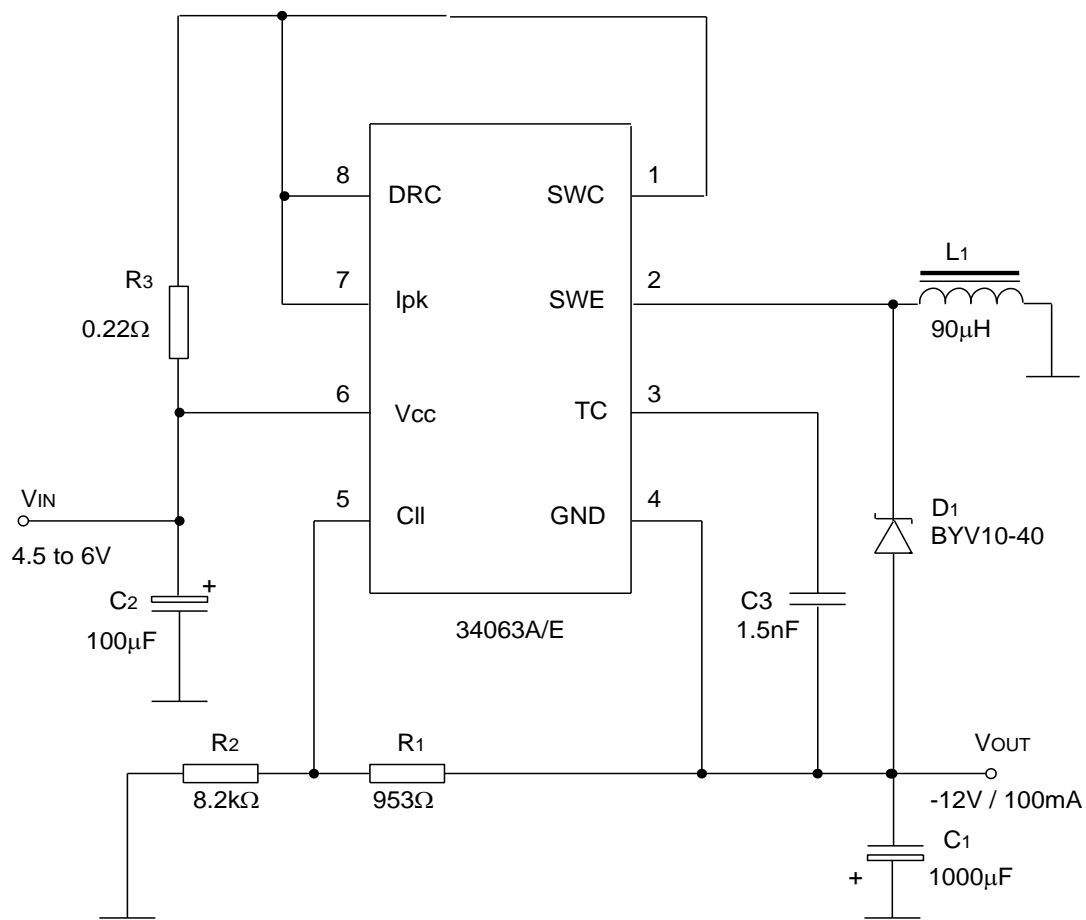 8
DRC
SWC
1
R3
0.22Ω
7
Ipk
SWE
2
L1
90μH
6
Vcc
TC
3
VIN
4.5 to 6V
5
CII
GND
4
D1
BYV10-40
C2
+
100μF
34063A/E
C3
1.5nF
R2
8.2kΩ
R1
953Ω
VOUT
-12V / 100mA
C1
+
1000μF